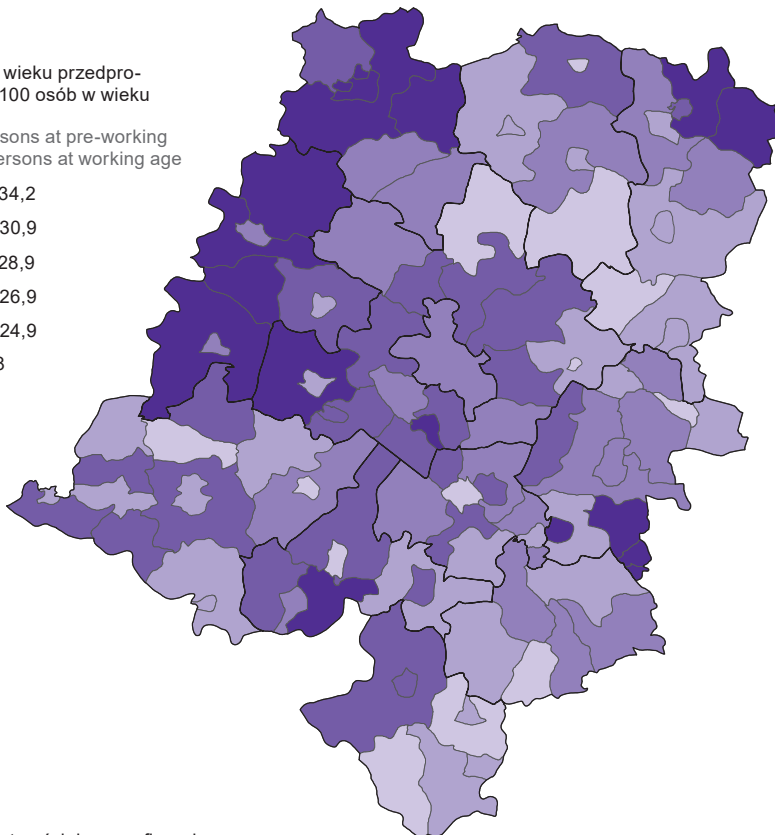 wieku przedpro-
100 osób w wieku
sons at pre-working
ersons at working age
34,2
30,9
28,9
26,9
24,9